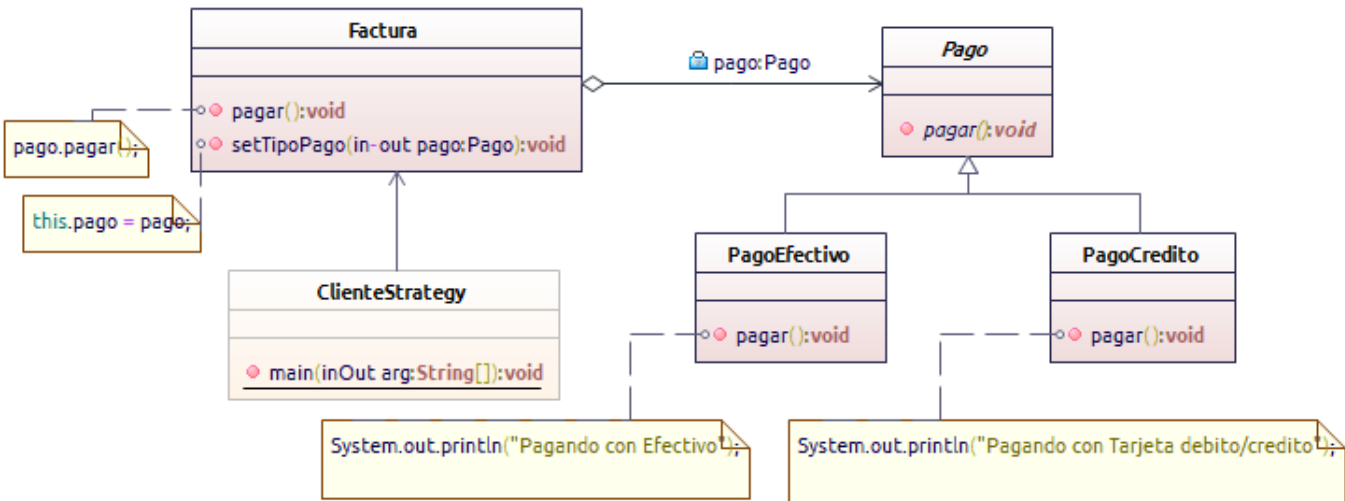 Factura
pago:Pago
Pago
pagar():void
setTipoPago(in-out pago:Pago):void
pagar():void
pago.pagar();
this.pago = pago;
ClienteStrategy
main(inOut arg:String[]):void
PagoEfectivo
pagar():void
PagoCredito
pagar():void
System.out.println("Pagando con Efectivo");
System.out.println("Pagando con Tarjeta debito/credito");